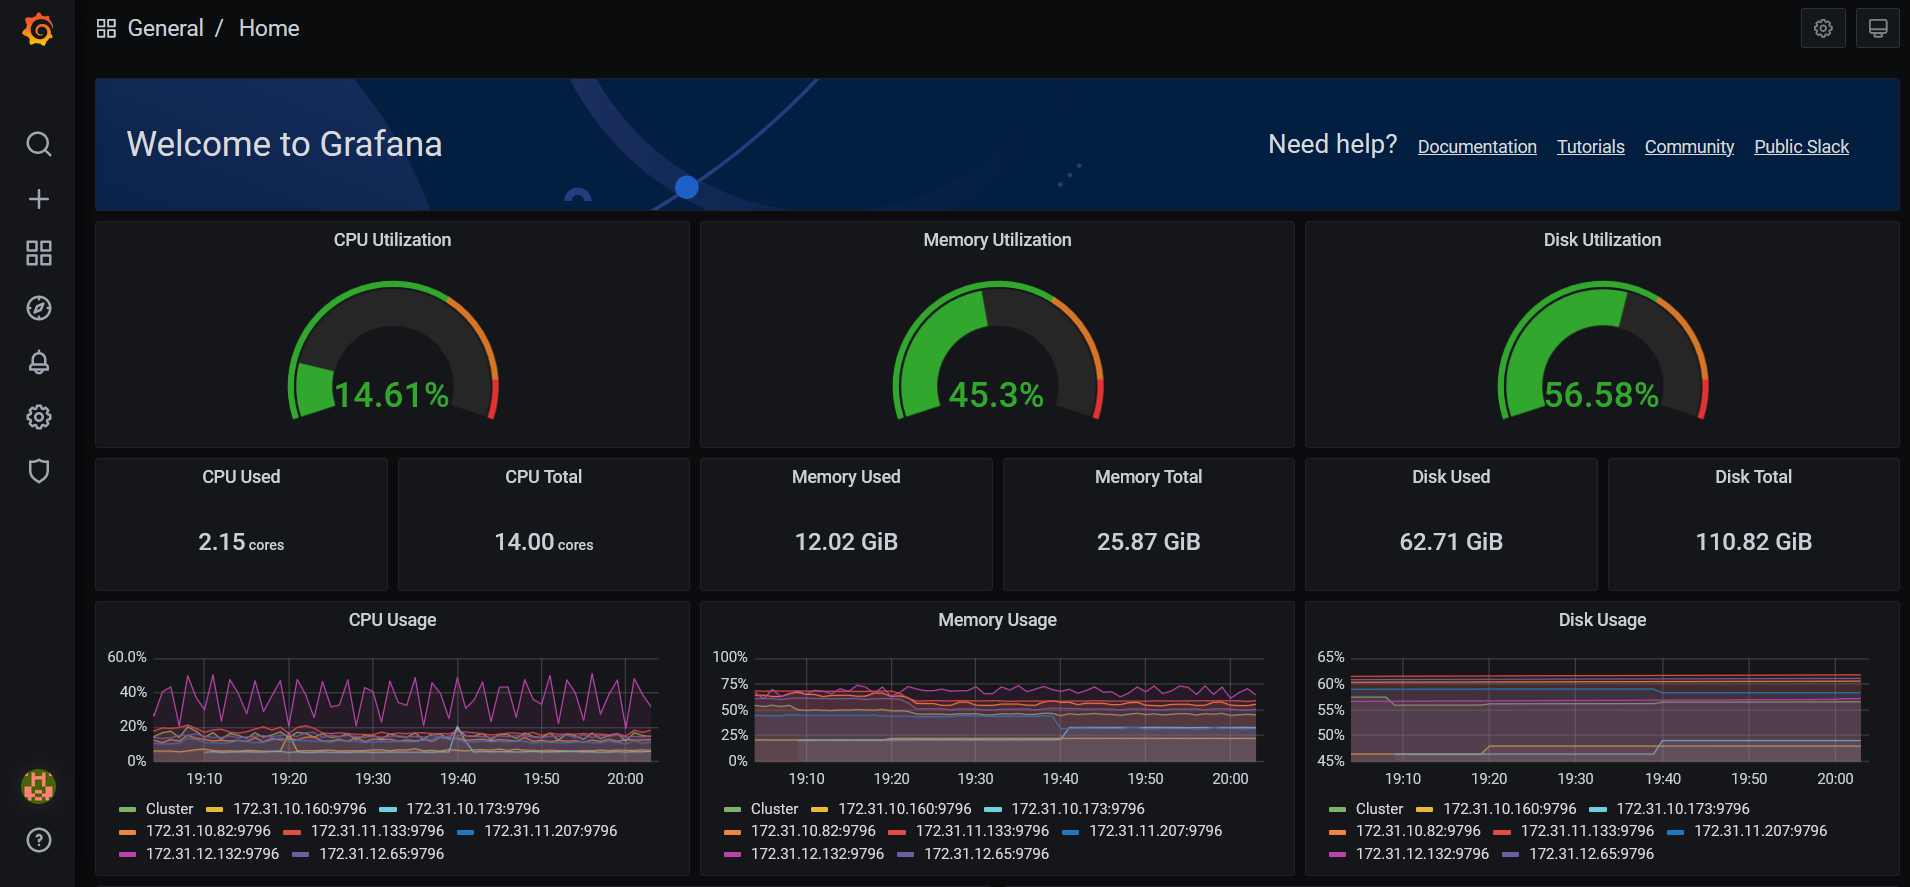 General / Home
Welcome to Grafana
Need help? Documentation Tutorials Community Public Slack
CPU Utilization
14.61%
Memory Utilization
45.3%
Disk Utilization
56.58%
CPU Used
2.15 cores
CPU Total
14.00 cores
Memory Used
12.02 GiB
Memory Total
25.87 GiB
Disk Used
62.71 GiB
Disk Total
110.82 GiB
CPU Usage
60.0%
40%
20%
0%
19:10 19:20 19:30 19:40 19:50 20:00
Cluster 172.31.10.160:9796 172.31.10.173:9796
172.31.10.82:9796 172.31.11.133:9796 172.31.11.207:9796
172.31.12.132:9796 172.31.12.65:9796
Memory Usage
100%
75%
50%
25%
0%
19:10 19:20 19:30 19:40 19:50 20:00
Cluster 172.31.10.160:9796 172.31.10.173:9796
172.31.10.82:9796 172.31.11.133:9796 172.31.11.207:9796
172.31.12.132:9796 172.31.12.65:9796
Disk Usage
65%
60%
55%
50%
45%
19:10 19:20 19:30 19:40 19:50 20:00
Cluster 172.31.10.160:9796 172.31.10.173:9796
172.31.10.82:9796 172.31.11.133:9796 172.31.11.207:9796
172.31.12.132:9796 172.31.12.65:9796